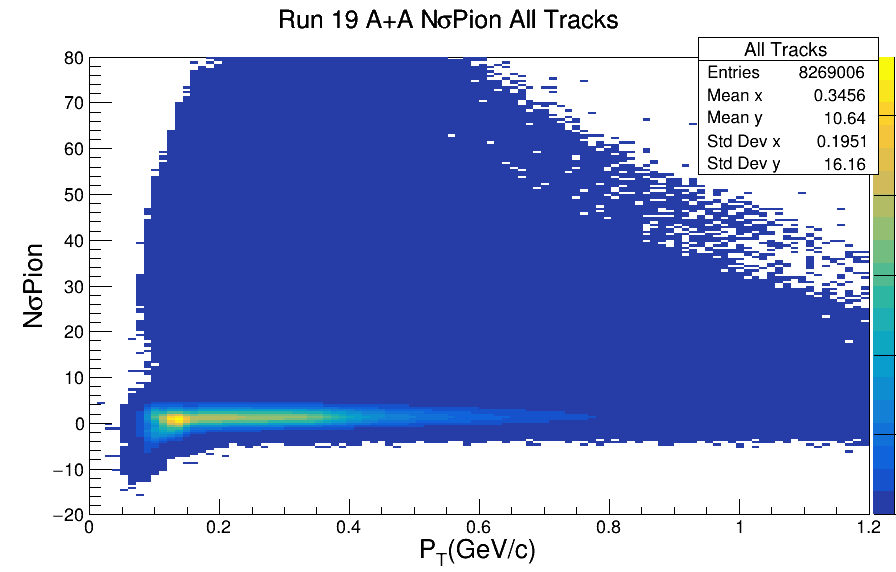 Run 19 A+A NσPion All Tracks
All Tracks
Entries 8269006
Mean x 0.3456
Mean y 10.64
Std Dev x 0.1951
Std Dev y 16.16
NσPion
80
70
60
50
40
30
20
10
0
−10
−20
0 0.2 0.4 0.6 0.8 1 1.2
PT(GeV/c)